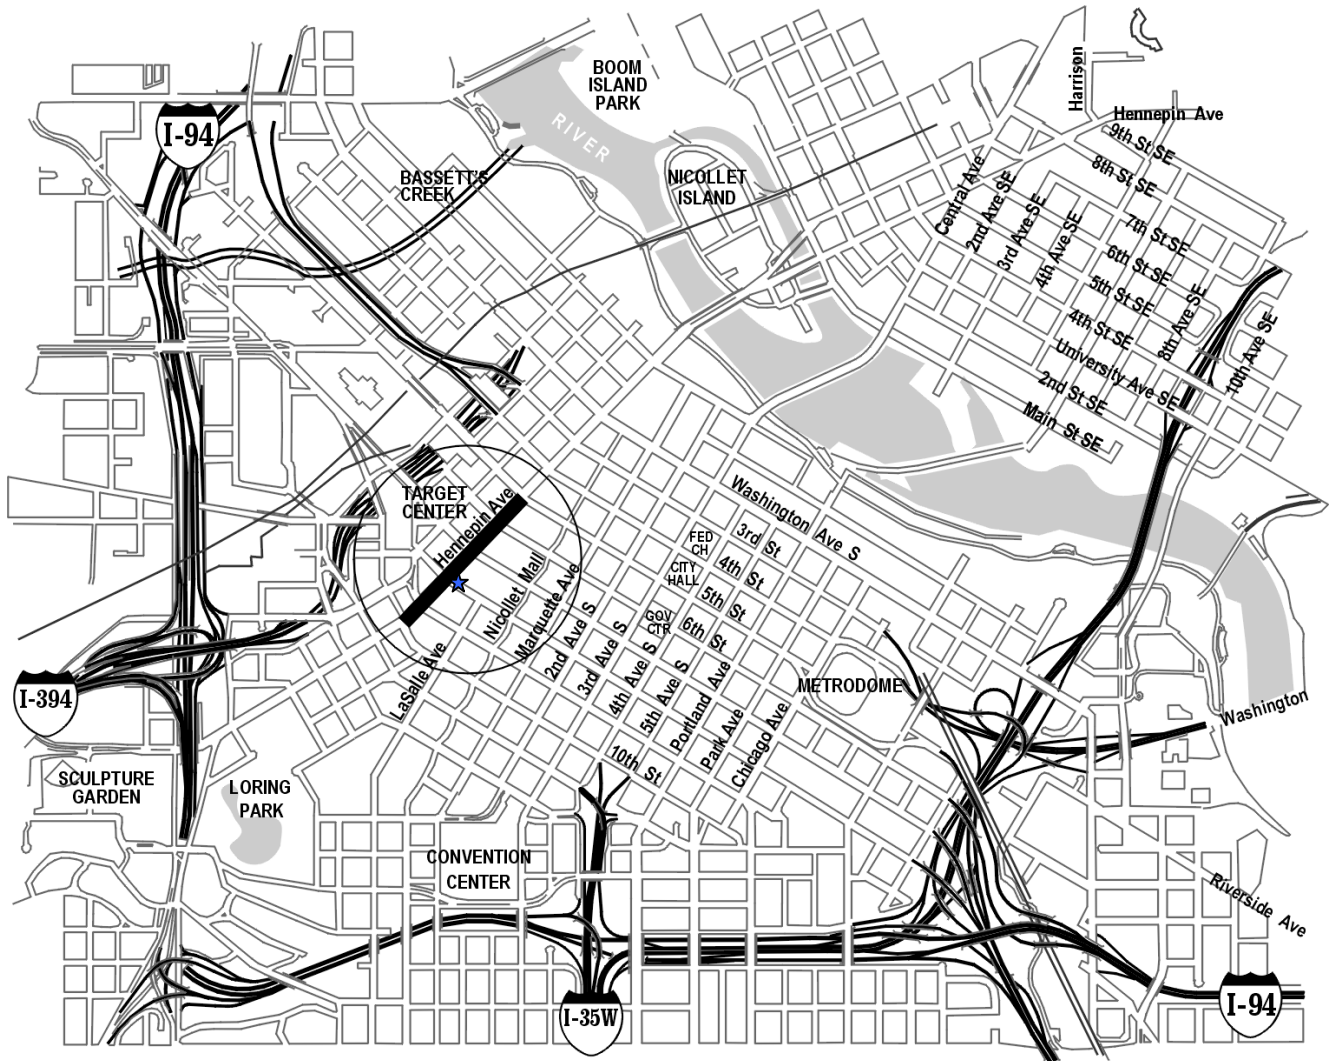 BOOM
ISLAND
PARK
Harrison
Hennepin Ave
I-94
RIVER
9th St SE
8th St SE
BASSETT'S
CREEK
NICOLLET
ISLAND
Central Ave
2nd Ave SE
3rd Ave SE
4th Ave SE
7th St SE
6th St SE
5th St SE
4th St SE
8th Ave SE
10th Ave SE
University Ave SE
2nd St SE
Main St SE
TARGET
CENTER
Hennepin Ave
Washington Ave S
FED
CH
3rd St
CITY
HALL
4th St
5th St
GOV
CTR
6th St
Nicollet Mall
Marquette Ave
2nd Ave S
3rd Ave S
4th Ave S
5th Ave S
Portland Ave
Park Ave
Chicago Ave
LaSalle Ave
METRODOME
I-394
Washington
10th St
SCULPTURE
GARDEN
LORING
PARK
CONVENTION
CENTER
Riverside Ave
I-35W
I-94